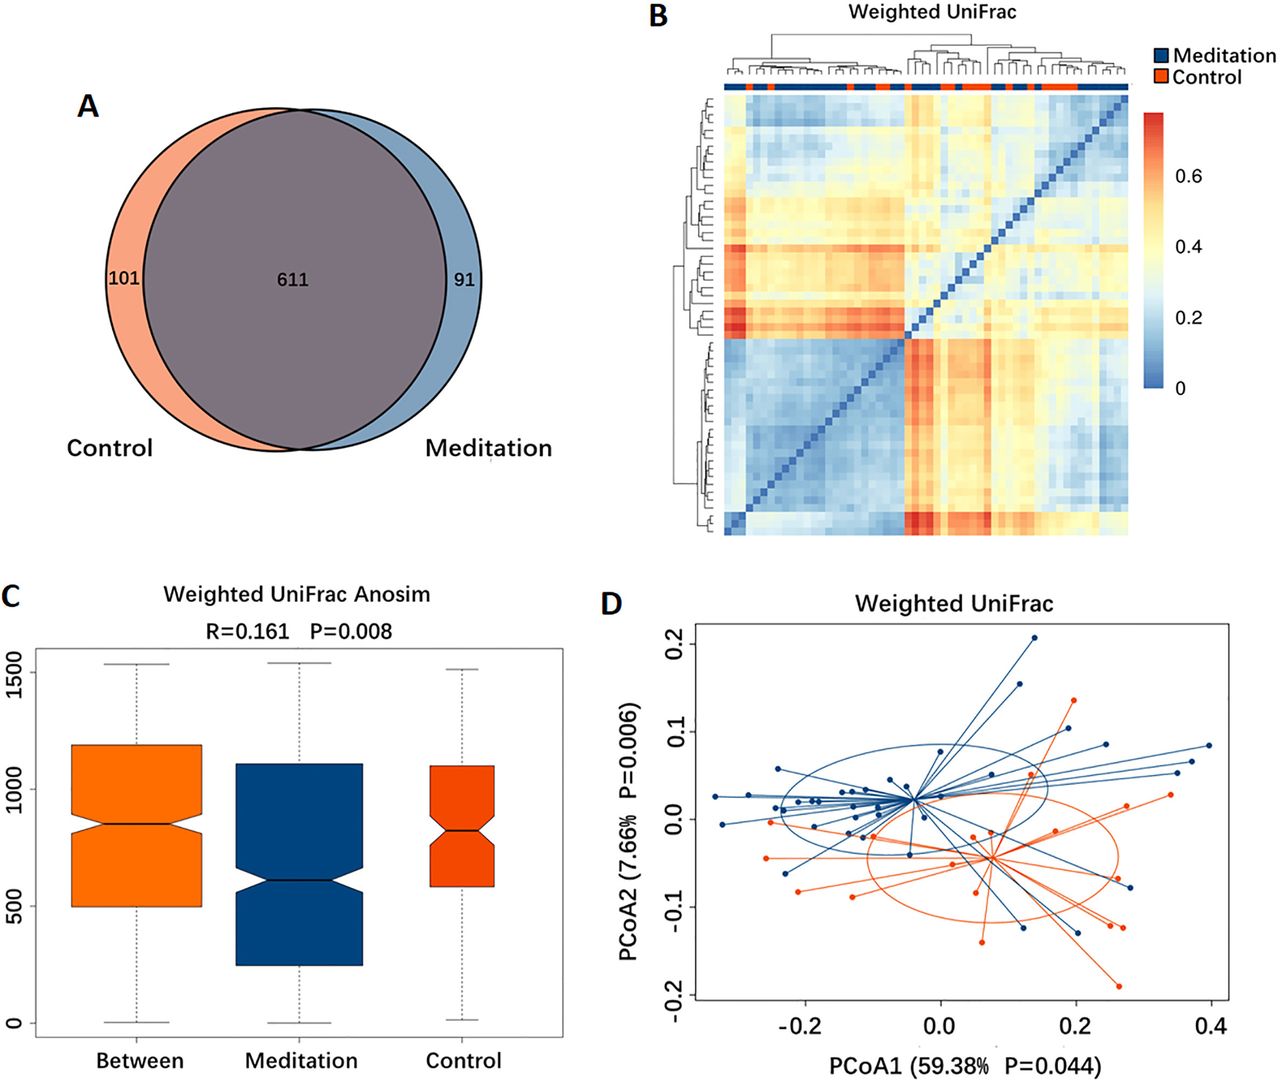 A
101
611
91
Control
Meditation
B
Weighted UniFrac
Meditation
Control
0.6
0.4
0.2
0
C
Weighted UniFrac Anosim
R=0.161 P=0.008
1500
1000
500
0
Between
Meditation
Control
D
Weighted UniFrac
PCoA2 (7.66% P=0.006)
0.2
0.1
0.0
-0.1
-0.2
-0.2
0.0
0.2
0.4
PCoA1 (59.38% P=0.044)